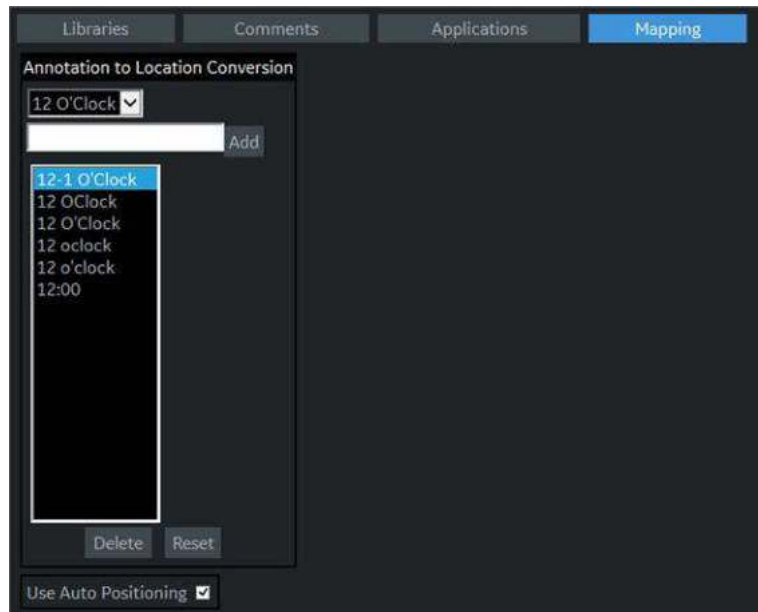 Libraries Comments Applications Mapping
Annotation to Location Conversion
12 O'Clock
Add
12-1 O'Clock
12 OClock
12 O'Clock
12 oclock
12 o'clock
12:00
Delete Reset
Use Auto Positioning